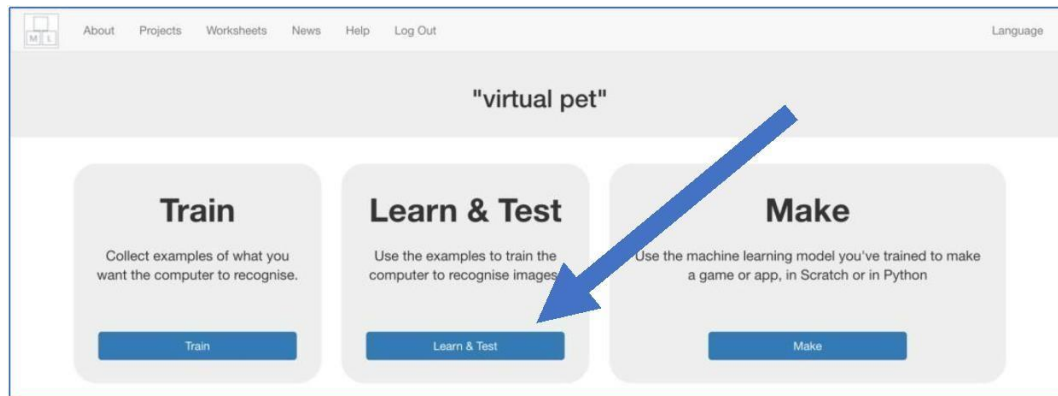 M L
About Projects Worksheets News Help Log Out Language
"virtual pet"
Train
Collect examples of what you
want the computer to recognise.
Train
Learn & Test
Use the examples to train the
computer to recognise images
Learn & Test
Make
Use the machine learning model you've trained to make
a game or app, in Scratch or in Python
Make